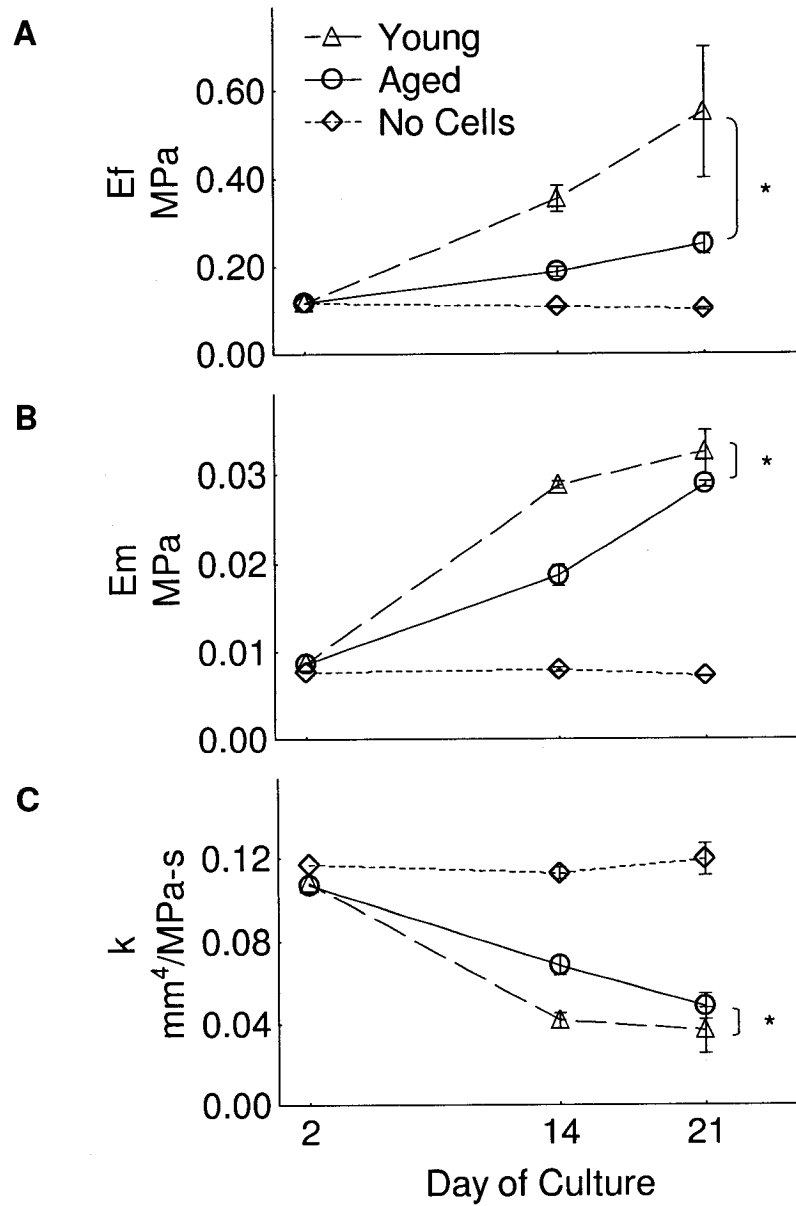 A
Young
Aged
No Cells
0.60
0.40
0.20
0.00
Ef
MPa
*
B
0.03
0.02
0.01
0.00
Em
MPa
*
C
0.12
0.08
0.04
0.00
k
mm⁴/MPa-s
*
2 14 21
Day of Culture